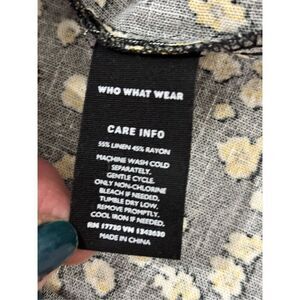 WHO WHAT WEAR
CARE INFO
55% LINEN 45% RAYON
MACHINE WASH COLD
SEPARATELY,
GENTLE CYCLE.
ONLY NON-CHLORINE
BLEACH IF NEEDED.
TUMBLE DRY LOW.
REMOVE PROMPTLY.
COOL IRON IF NEEDED.
RN 17730 VN 1343630
MADE IN CHINA